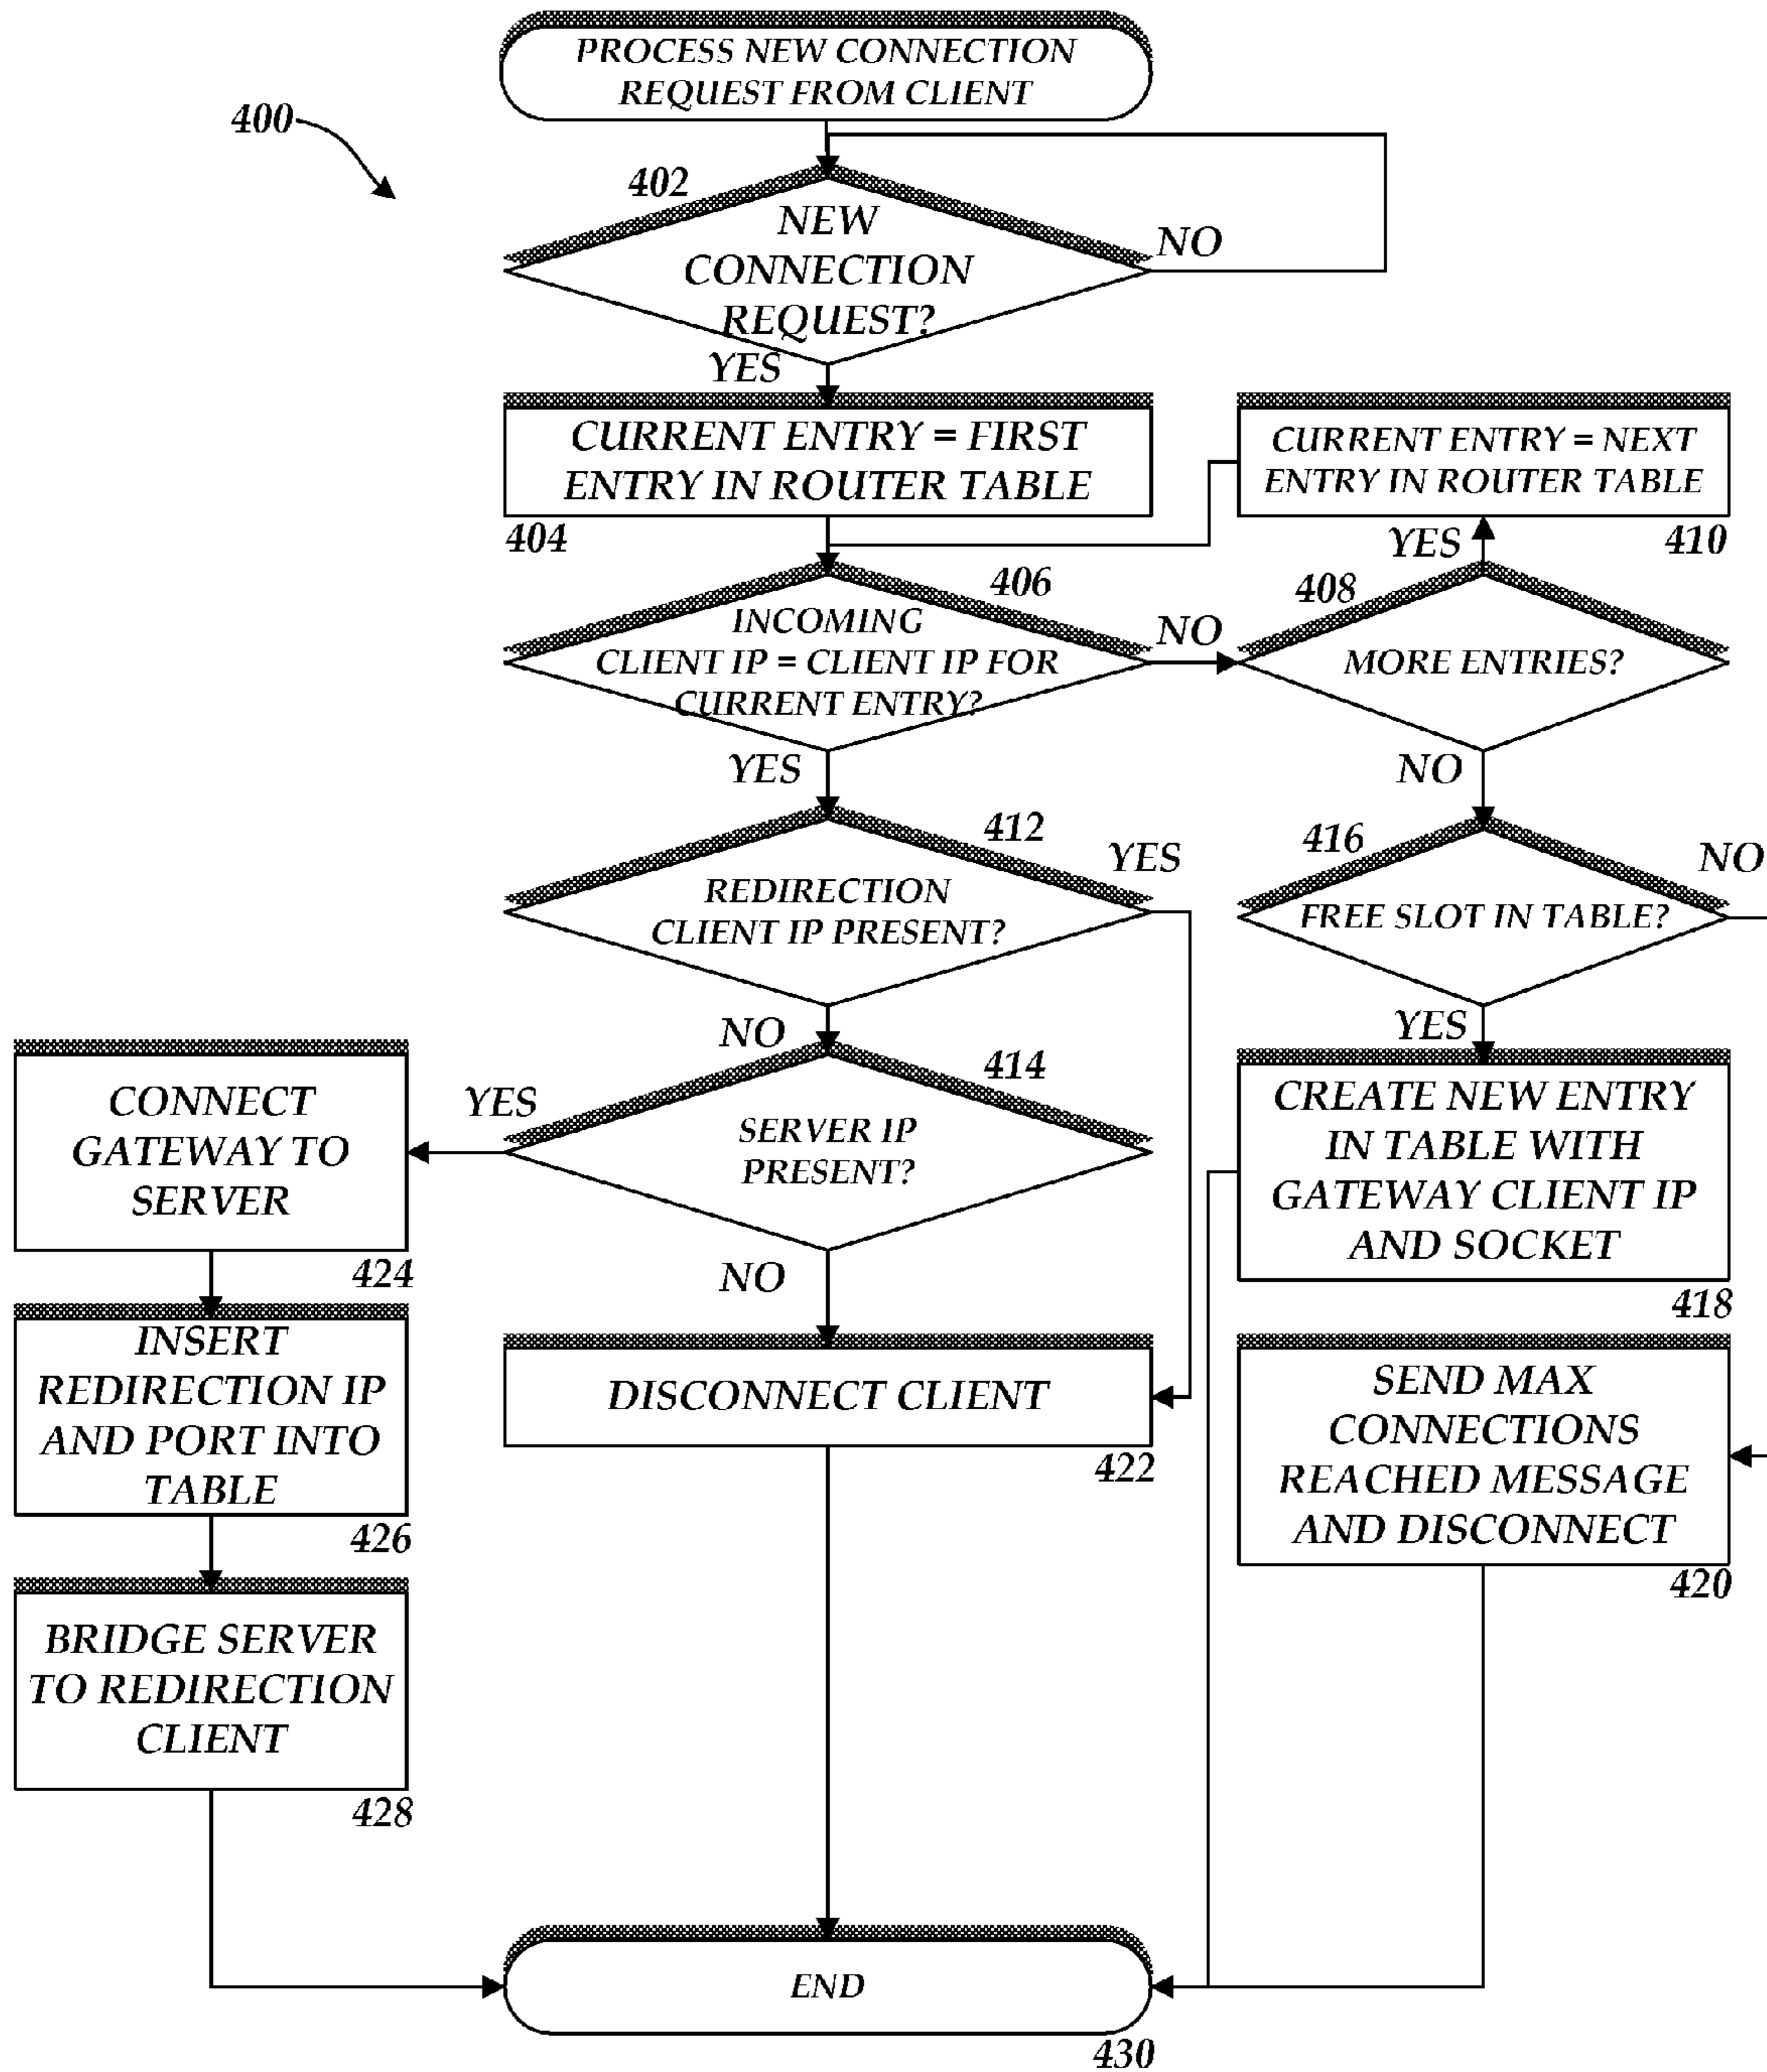 PROCESS NEW CONNECTION
REQUEST FROM CLIENT
400
402
NEW
CONNECTION
REQUEST?
NO
YES
CURRENT ENTRY = FIRST
ENTRY IN ROUTER TABLE
404
CURRENT ENTRY = NEXT
ENTRY IN ROUTER TABLE
410
YES
406
INCOMING
CLIENT IP = CLIENT IP FOR
CURRENT ENTRY?
NO
408
MORE ENTRIES?
YES
NO
412
REDIRECTION
CLIENT IP PRESENT?
YES
416
FREE SLOT IN TABLE?
NO
NO
YES
414
SERVER IP
PRESENT?
YES
CONNECT
GATEWAY TO
SERVER
424
NO
CREATE NEW ENTRY
IN TABLE WITH
GATEWAY CLIENT IP
AND SOCKET
418
INSERT
REDIRECTION IP
AND PORT INTO
TABLE
426
DISCONNECT CLIENT
422
SEND MAX
CONNECTIONS
REACHED MESSAGE
AND DISCONNECT
420
BRIDGE SERVER
TO REDIRECTION
CLIENT
428
END
430